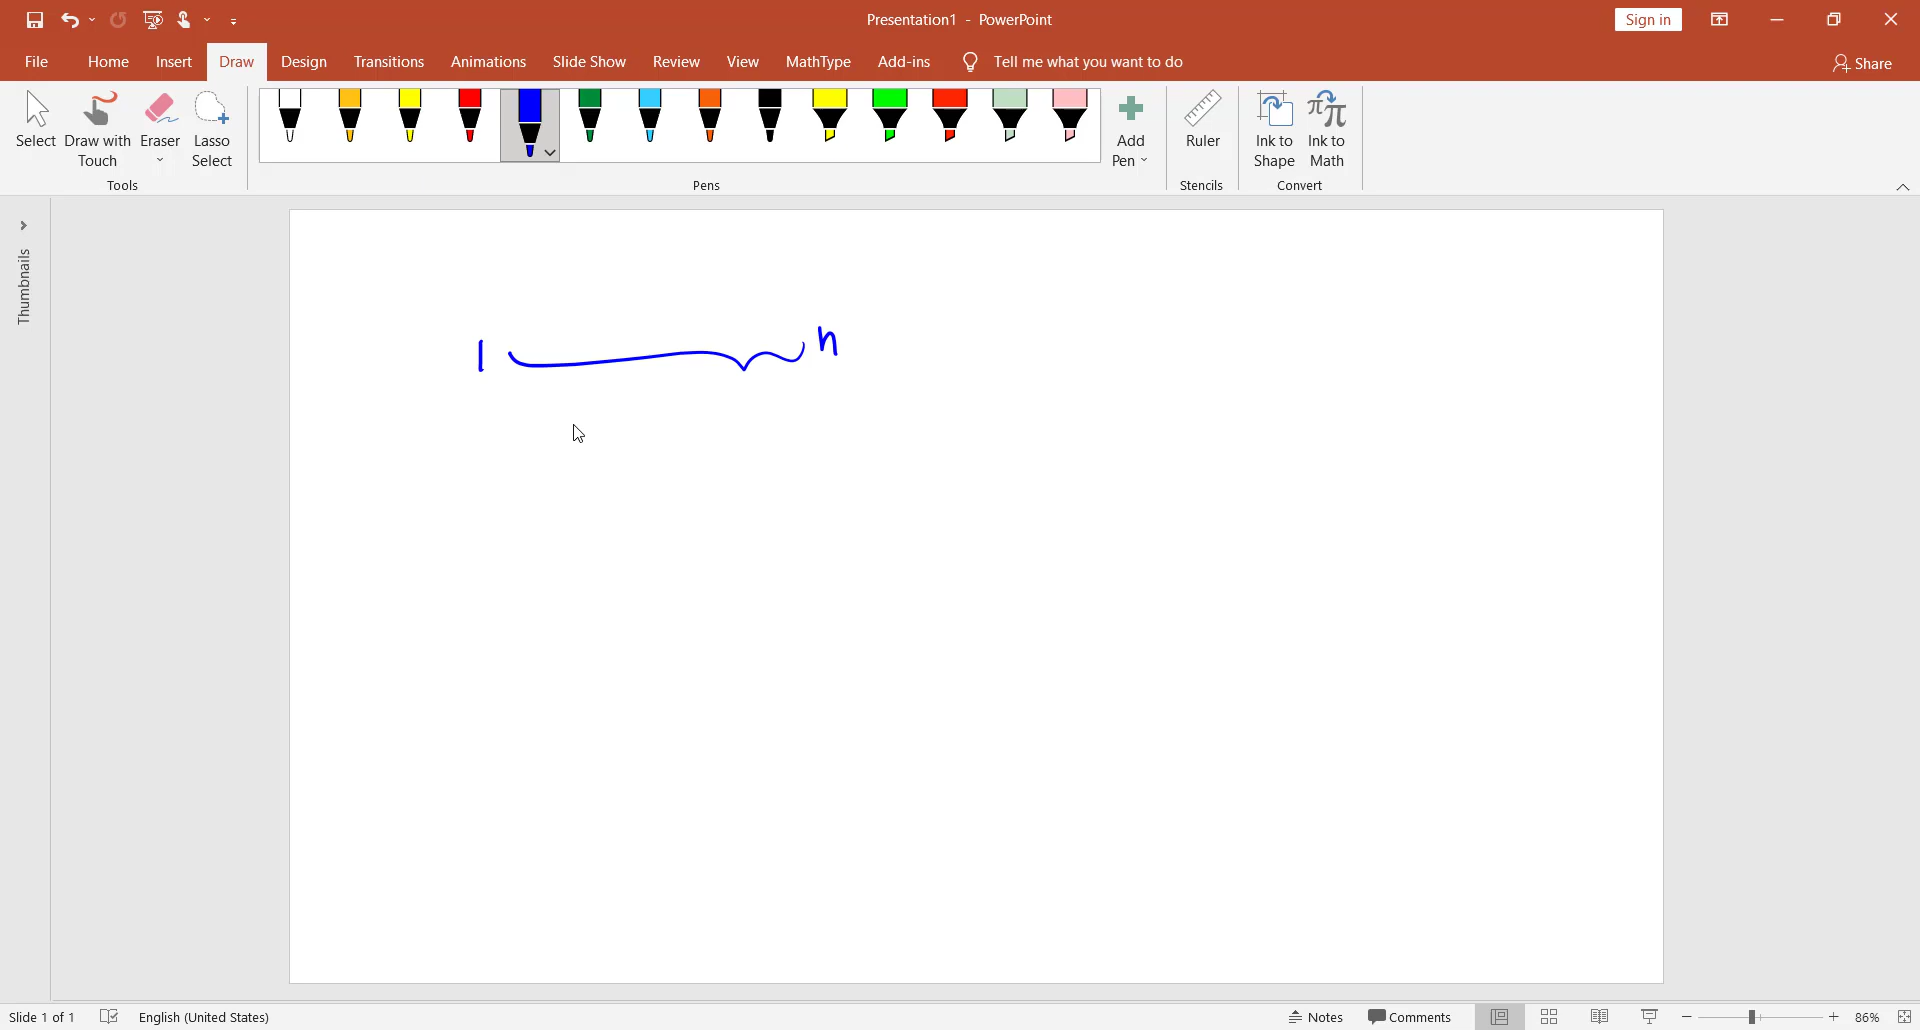 Presentation1 - PowerPoint
Sign in
File Home Insert Draw Design Transitions Animations Slide Show Review View MathType Add-ins Tell me what you want to do Share
Select Draw with Touch Eraser Lasso Select
Add Pen Ruler Ink to Shape Ink to Math
Tools Pens Stencils Convert
Thumbnails
1 n
Slide 1 of 1 English (United States) Notes Comments 86%